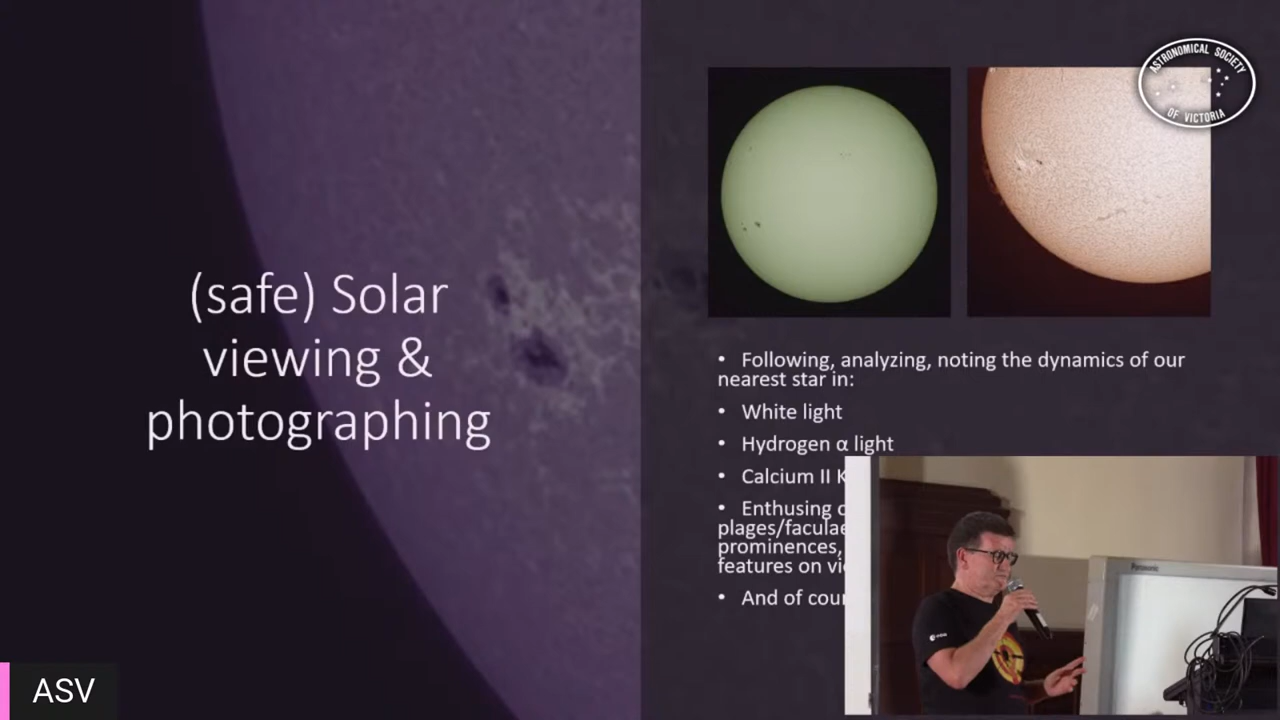 ASTRONOMICAL SOCIETY
OF VICTORIA
(safe) Solar
viewing &
photographing
• Following, analyzing, noting the dynamics of our
nearest star in:
• White light
• Hydrogen α light
• Calcium II K
• Enthusing
plages/faculae
prominences,
features on
• And of
Panasonic
ASV